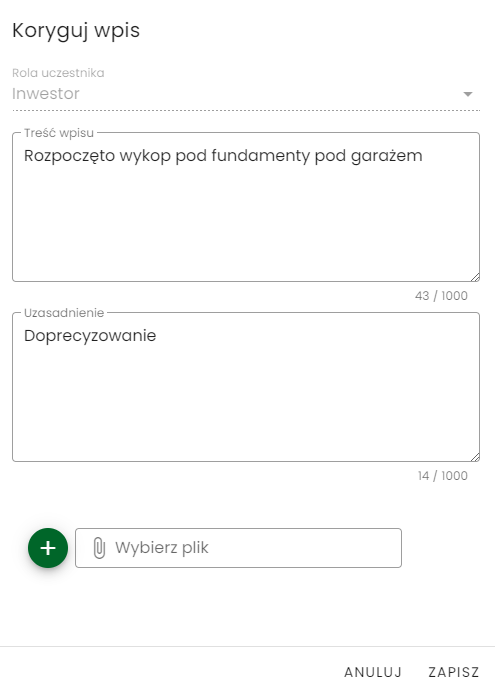 Koryguj wpis
Rola uczestnika
Inwestor
Treść wpisu
Rozpoczęto wykop pod fundamenty pod garażem
43 / 1000
Uzasadnienie
Doprecyzowanie
14 / 1000
Wybierz plik
ANULUJ ZAPISZ